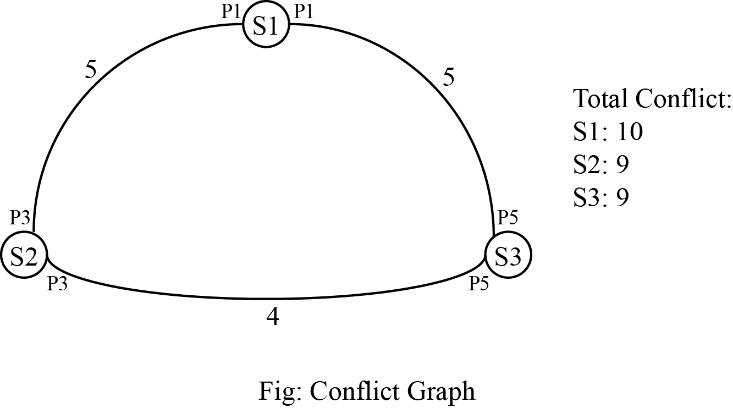 P1 S1 P1
5
5
Total Conflict:
S1: 10
S2: 9
S3: 9
P3
P5
S2
S3
P3
P5
4
Fig: Conflict Graph